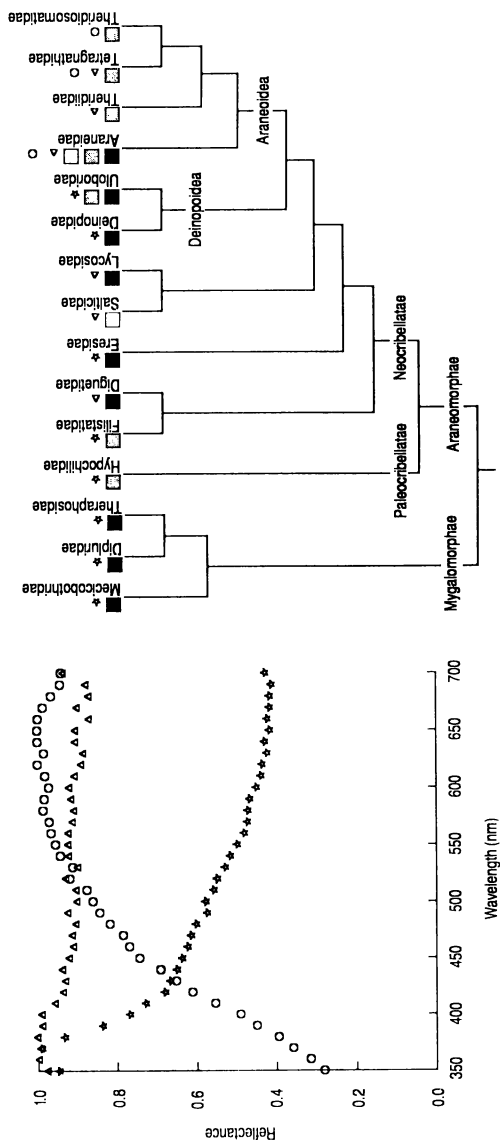 Reflectance
1.0
0.8
0.6
0.4
0.2
0.0
350
400
450
500
550
600
650
700
Wavelength (nm)
Mecicobothridae
Dipluridae
Theraphosidae
Hypochilidae
Filistatidae
Diguetidae
Eresidae
Salticidae
Lycosidae
Deinopidae
Uloboridae
Araneidae
Theridiidae
Tetragnathidae
Theridiosomatidae
Deinopoidea
Araneoidea
Paleocribellatae
Neocribellatae
Mygalomorphae
Araneomorphae